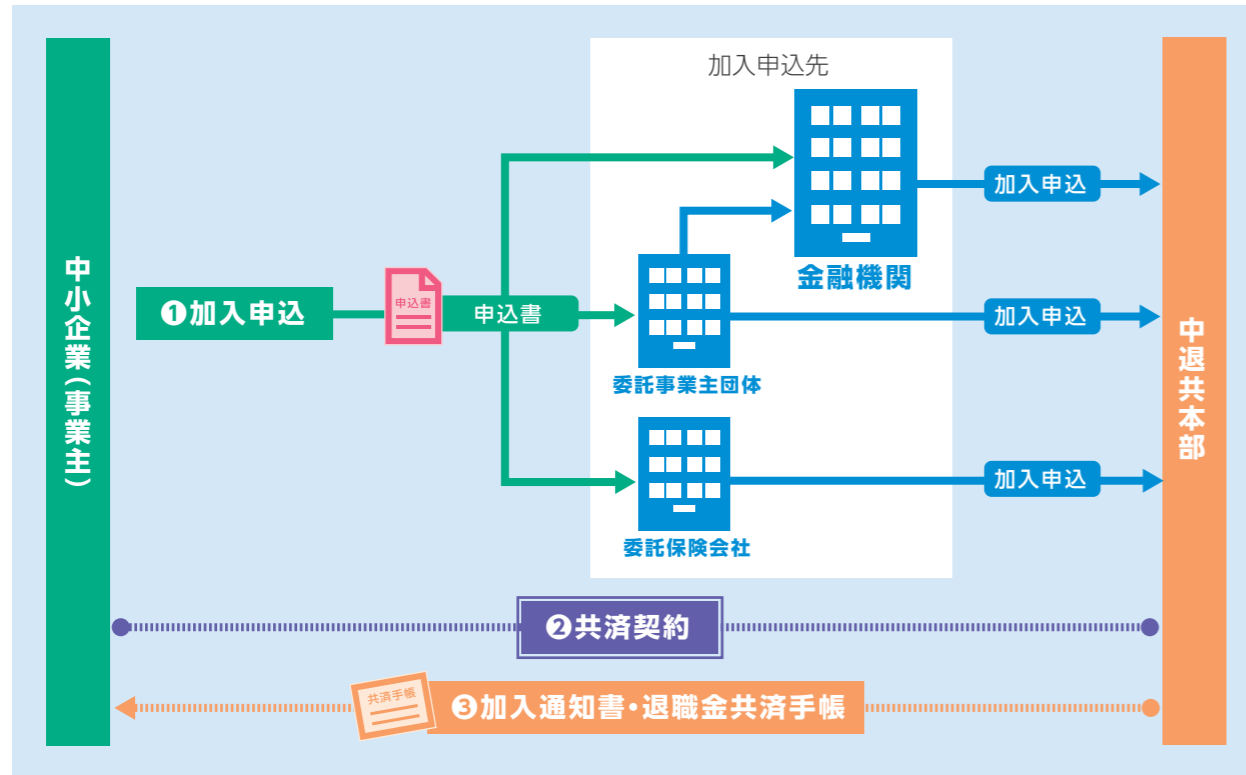 中小企業(事業主)
❶加入申込
申込書
申込書
加入申込先
金融機関
委託事業主団体
委託保険会社
加入申込
加入申込
加入申込
中退共本部
❷共済契約
共済手帳
❸加入通知書・退職金共済手帳